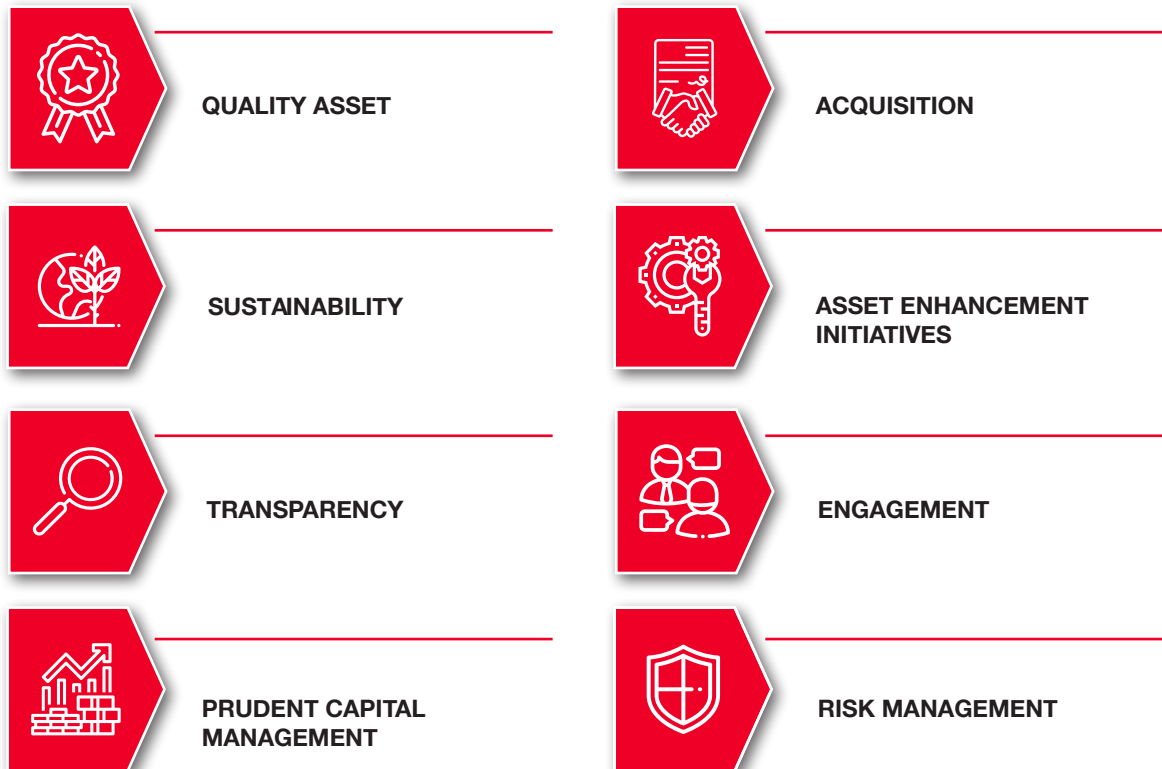 QUALITY ASSET
ACQUISITION
SUSTAINABILITY
ASSET ENHANCEMENT
INITIATIVES
TRANSPARENCY
ENGAGEMENT
PRUDENT CAPITAL
MANAGEMENT
RISK MANAGEMENT